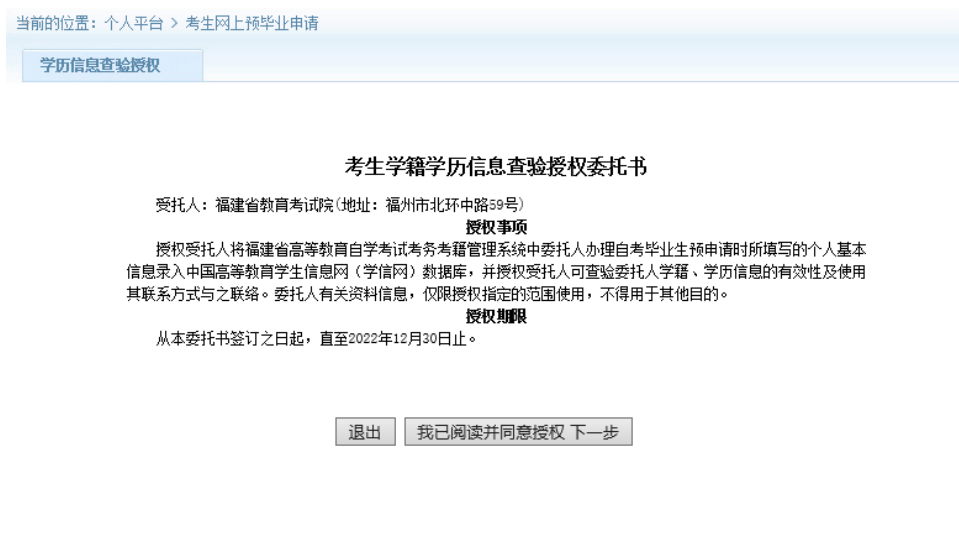 当前的位置：个人平台 > 考生网上预毕业申请
学历信息查验授权
考生学籍学历信息查验授权委托书
受托人：福建省教育考试院(地址：福州市北环中路59号)
授权事项
授权受托人将福建省高等教育自学考试考务考籍管理系统中委托人办理自考毕业生预申请时所填写的个人基本
信息录入中国高等教育学生信息网（学信网）数据库，并授权受托人可查验委托人学籍、学历信息的有效性及使用
其联系方式与之联络。委托人有关资料信息，仅限授权指定的范围使用，不得用于其他目的。
授权期限
从本委托书签订之日起，直至2022年12月30日止。
退出 我已阅读并同意授权 下一步